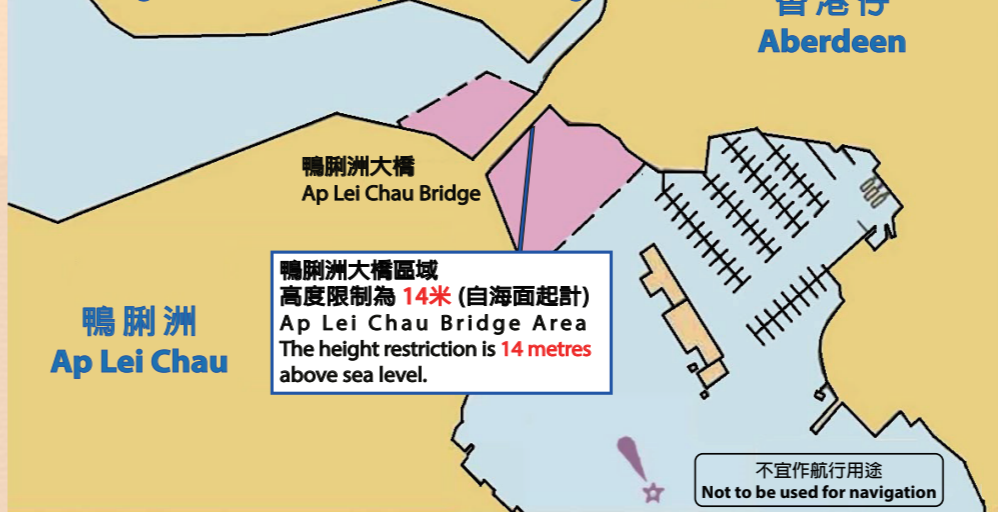 香港仔
Aberdeen
鴨脷洲大橋
Ap Lei Chau Bridge
鴨脷洲大橋區域
高度限制為 14米 (自海面起計)
Ap Lei Chau Bridge Area
The height restriction is 14 metres
above sea level.
鴨脷洲
Ap Lei Chau
不宜作航行用途
Not to be used for navigation